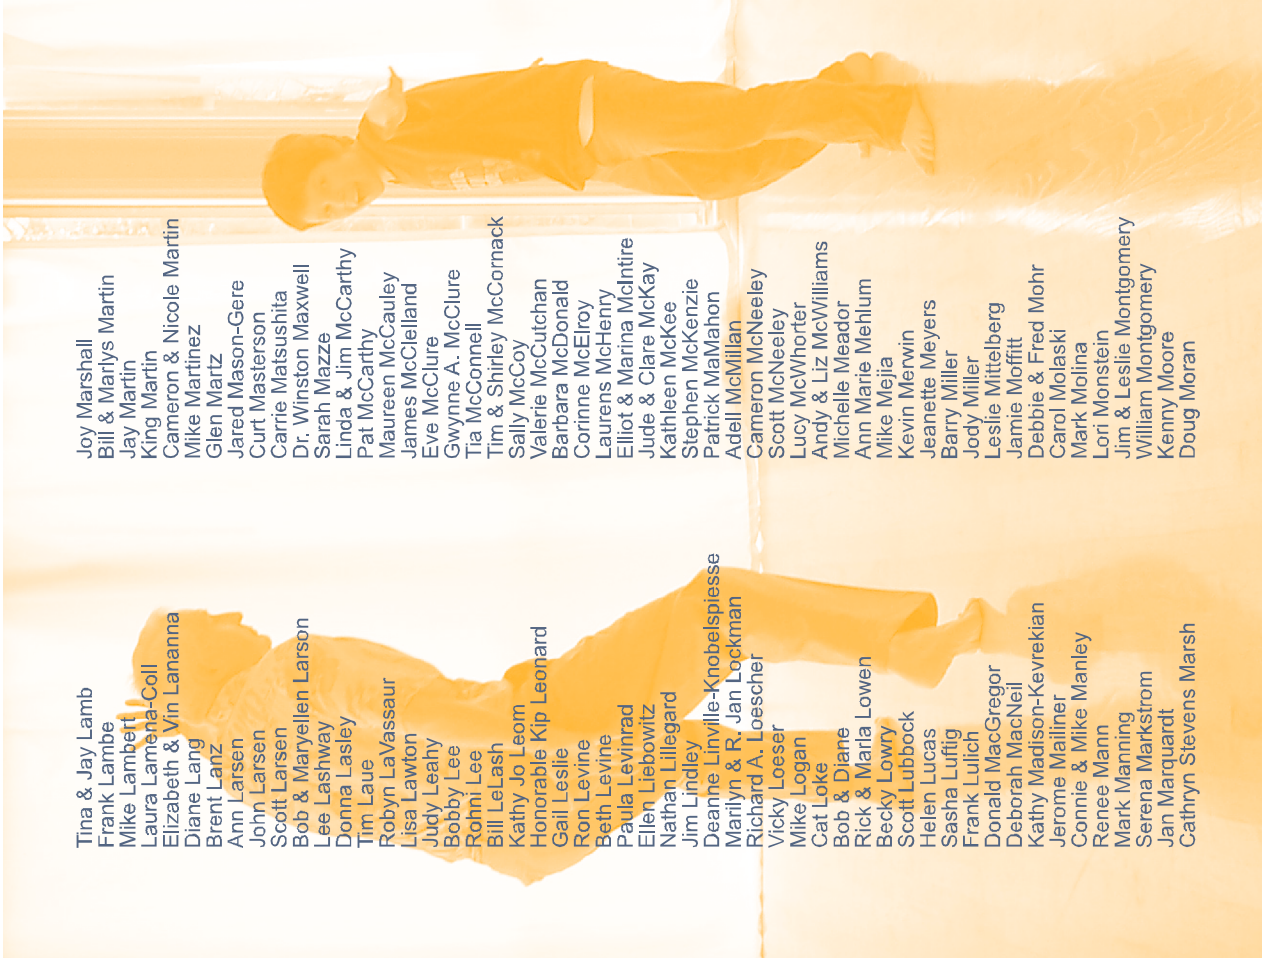 Tina & Jay Lamb
Frank Lambe
Mike Lambert
Laura Lamena-Coll
Elizabeth & Vin Lananna
Diane Lang
Brent Lanz
Ann Larsen
John Larsen
Scott Larsen
Bob & Maryellen Larson
Lee Lashway
Donna Lasley
Tim Laue
Robyn LaVassaur
Lisa Lawton
Judy Leahy
Bobby Lee
Rohni Lee
Bill LeLash
Kathy Jo Leom
Honorable Kip Leonard
Gail Leslie
Ron Levine
Beth Levine
Paula Levinrad
Ellen Liebowitz
Nathan Lillegard
Jim Lindley
Deanne Linville-Knobelspiesse
Marilyn & R. Jan Lockman
Richard A. Loescher
Vicky Loeser
Mike Logan
Cat Loke
Bob & Diane
Rick & Marla Lowen
Becky Lowry
Scott Lubbock
Helen Lucas
Sasha Luftig
Frank Lulich
Donald MacGregor
Deborah MacNeil
Kathy Madison-Kevrekian
Jerome Mailiner
Connie & Mike Manley
Renee Mann
Mark Manning
Serena Markstrom
Jan Marquardt
Cathryn Stevens Marsh
Joy Marshall
Bill & Marlys Martin
Jay Martin
King Martin
Cameron & Nicole Martin
Mike Martinez
Glen Martz
Jared Mason-Gere
Curt Masterson
Carrie Matsushita
Dr. Winston Maxwell
Sarah Mazze
Linda & Jim McCarthy
Pat McCarthy
Maureen McCauley
James McClelland
Eve McClure
Gwynne A. McClure
Tia McConnell
Tim & Shirley McCornack
Sally McCoy
Valerie McCutchan
Barbara McDonald
Corinne McElroy
Laurens McHenry
Elliot & Marina McIntire
Jude & Clare McKay
Kathleen McKee
Stephen McKenzie
Patrick MaMahon
Adell McMillan
Cameron McNeeley
Scott McNeeley
Lucy McWhorter
Andy & Liz McWilliams
Michelle Meador
Ann Marie Mehlum
Mike Mejia
Kevin Merwin
Jeanette Meyers
Barry Miller
Jody Miller
Leslie Mittelberg
Jamie Moffitt
Debbie & Fred Mohr
Carol Molaski
Mark Molina
Lori Monstein
Jim & Leslie Montgomery
William Montgomery
Kenny Moore
Doug Moran